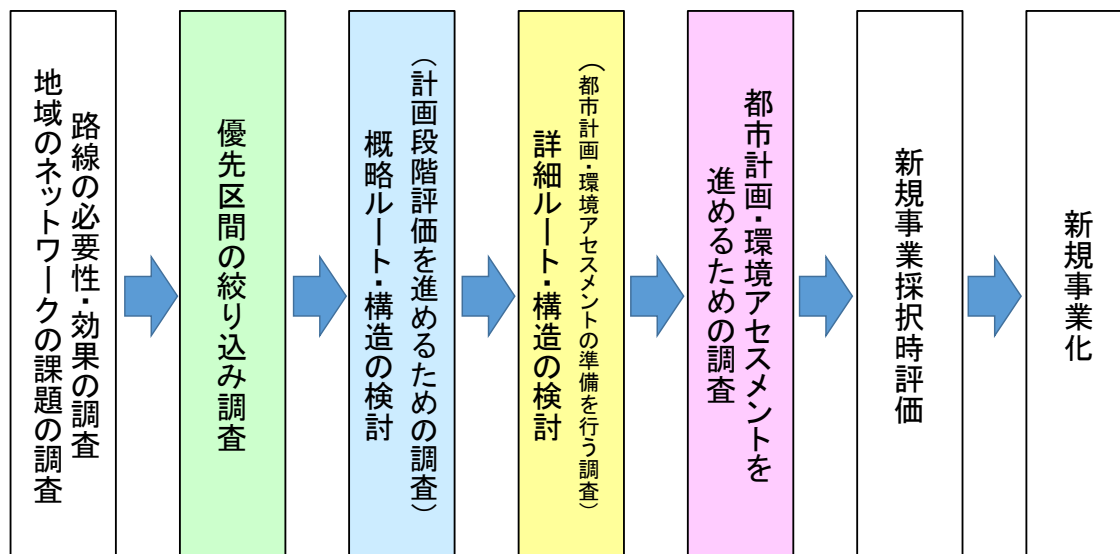 路線の必要性・効果の調査
地域のネットワークの課題の調査
優先区間の絞り込み調査
(計画段階評価を進めるための調査)
概略ルート・構造の検討
(都市計画・環境アセスメントの準備を行う調査)
詳細ルート・構造の検討
都市計画・環境アセスメントを
進めるための調査
新規事業採択時評価
新規事業化